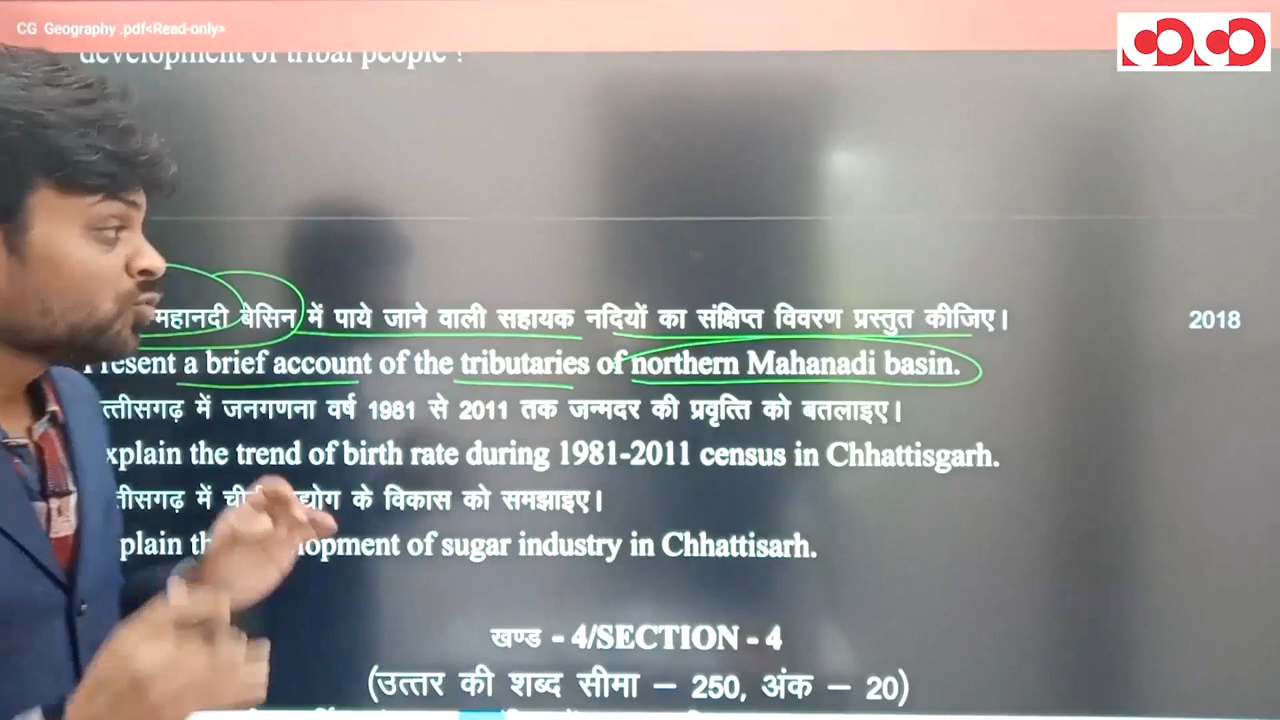 CG Geography .pdf<Read-only>
development of tribal people ?
महानदी बेसिन में पाये जाने वाली सहायक नदियों का संक्षिप्त विवरण प्रस्तुत कीजिए। 2018
Present a brief account of the tributaries of northern Mahanadi basin.
त्तीसगढ़ में जनगणना वर्ष 1981 से 2011 तक जन्मदर की प्रवृत्ति को बतलाइए।
xplain the trend of birth rate during 1981-2011 census in Chhattisgarh.
तीसगढ़ में के विकास को समझाइए।
plain lopment of sugar industry in Chhattisarh.
खण्ड - 4/SECTION - 4
(उत्तर की शब्द सीमा – 250, अंक – 20)